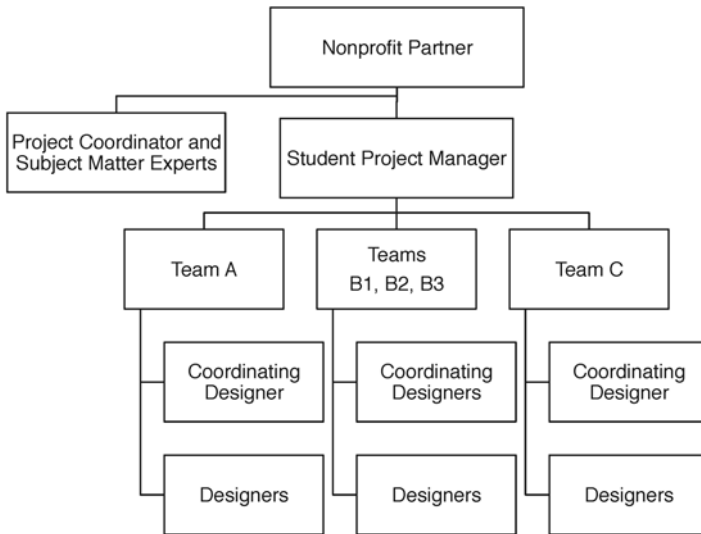 Nonprofit Partner
Project Coordinator and
Subject Matter Experts
Student Project Manager
Team A
Teams
B1, B2, B3
Team C
Coordinating
Designer
Coordinating
Designers
Coordinating
Designer
Designers
Designers
Designers